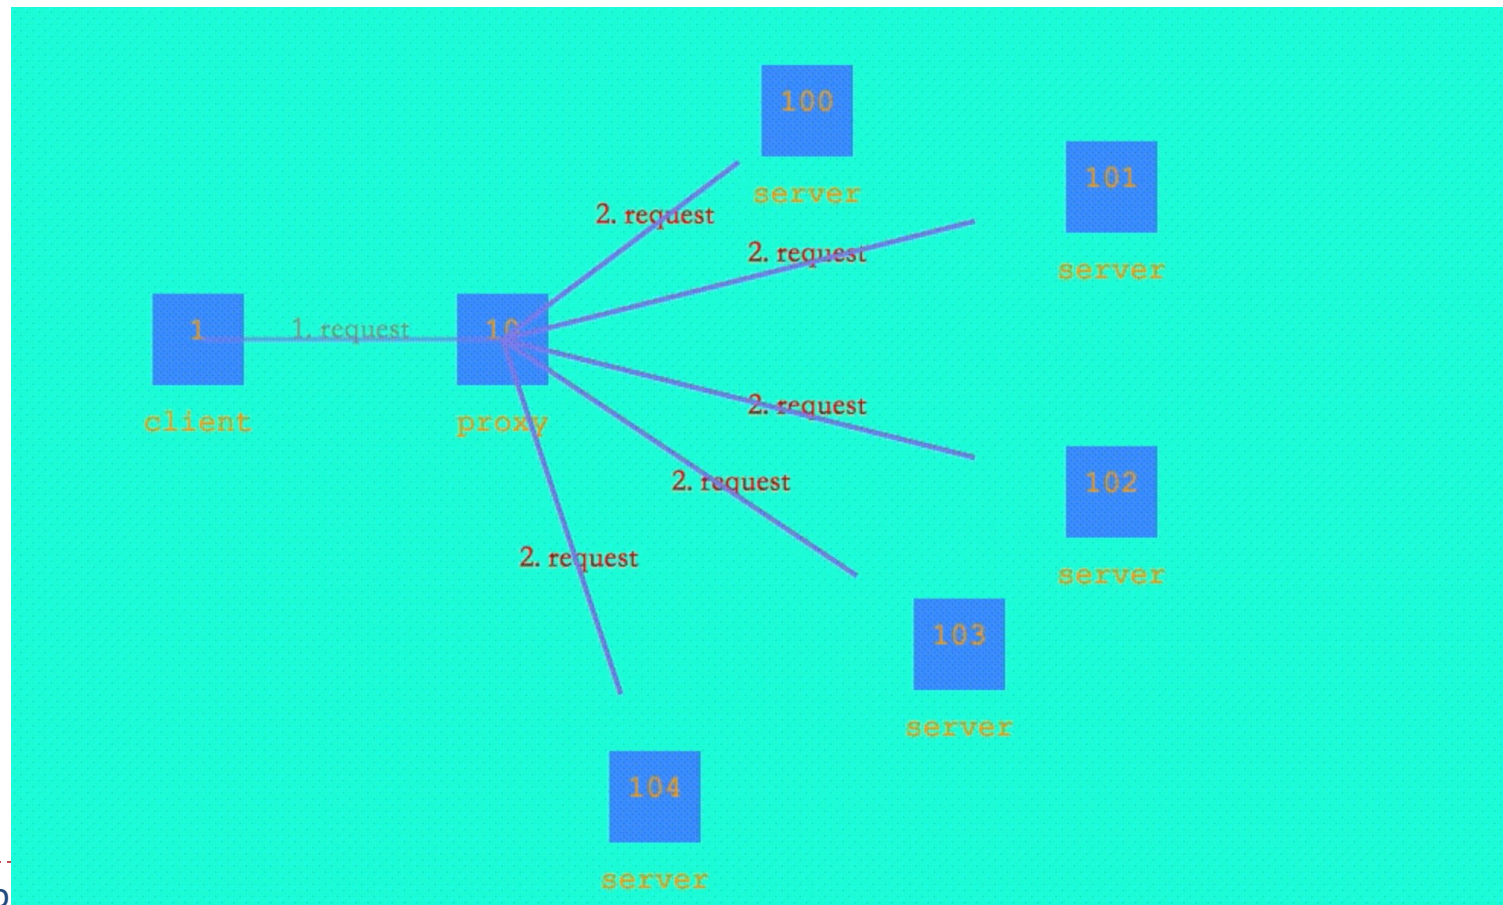 100
server
101
server
2. request
2. request
1
1. request
10
client
proxy
2. request
102
server
2. request
2. request
103
server
104
server